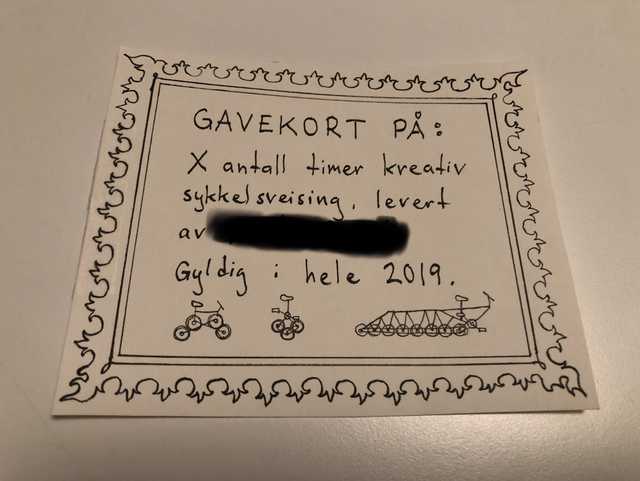 GAVEKORT PÅ:
X antall timer kreativ
sykkelsveising, levert
av
Gyldig i hele 2019.